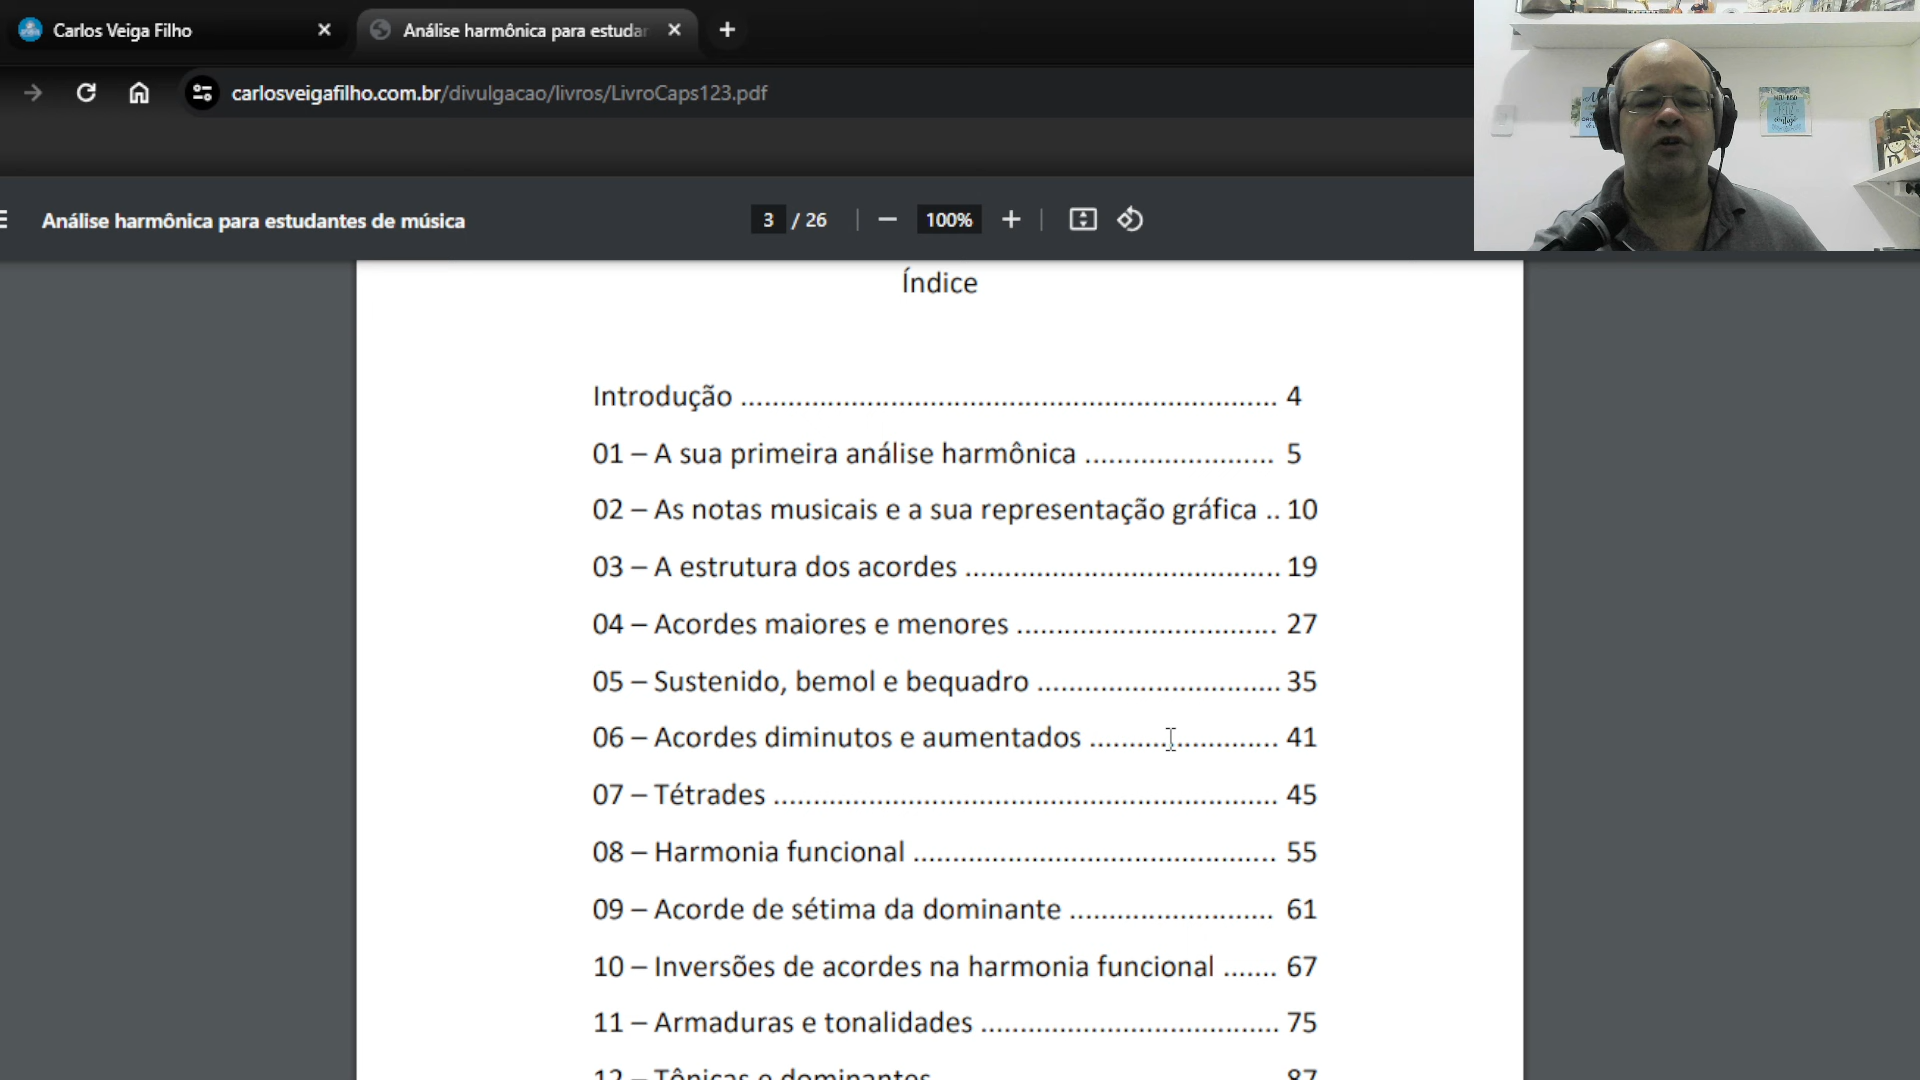 Carlos Veiga Filho
Análise harmônica para estudan
carlosveigafilho.com.br/divulgacao/livros/LivroCaps123.pdf
Análise harmônica para estudantes de música
3 / 26
100%
Índice
Introdução .................................................................... 4
01 – A sua primeira análise harmônica ........................ 5
02 – As notas musicais e a sua representação gráfica .. 10
03 – A estrutura dos acordes ........................................ 19
04 – Acordes maiores e menores ................................. 27
05 – Sustenido, bemol e bequadro ............................... 35
06 – Acordes diminutos e aumentados ........................ 41
07 – Tétrades ................................................................ 45
08 – Harmonia funcional .............................................. 55
09 – Acorde de sétima da dominante .......................... 61
10 – Inversões de acordes na harmonia funcional ....... 67
11 – Armaduras e tonalidades ...................................... 75
12 – Tônicas e dominantes 87